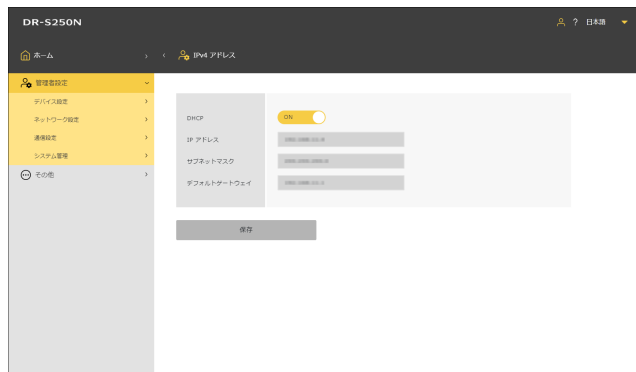 DR-S250N
? 日本語
ホーム
IPv4 アドレス
管理者設定
デバイス設定
ネットワーク設定
通信設定
システム管理
その他
DHCP
ON
IP アドレス
サブネットマスク
デフォルトゲートウェイ
保存